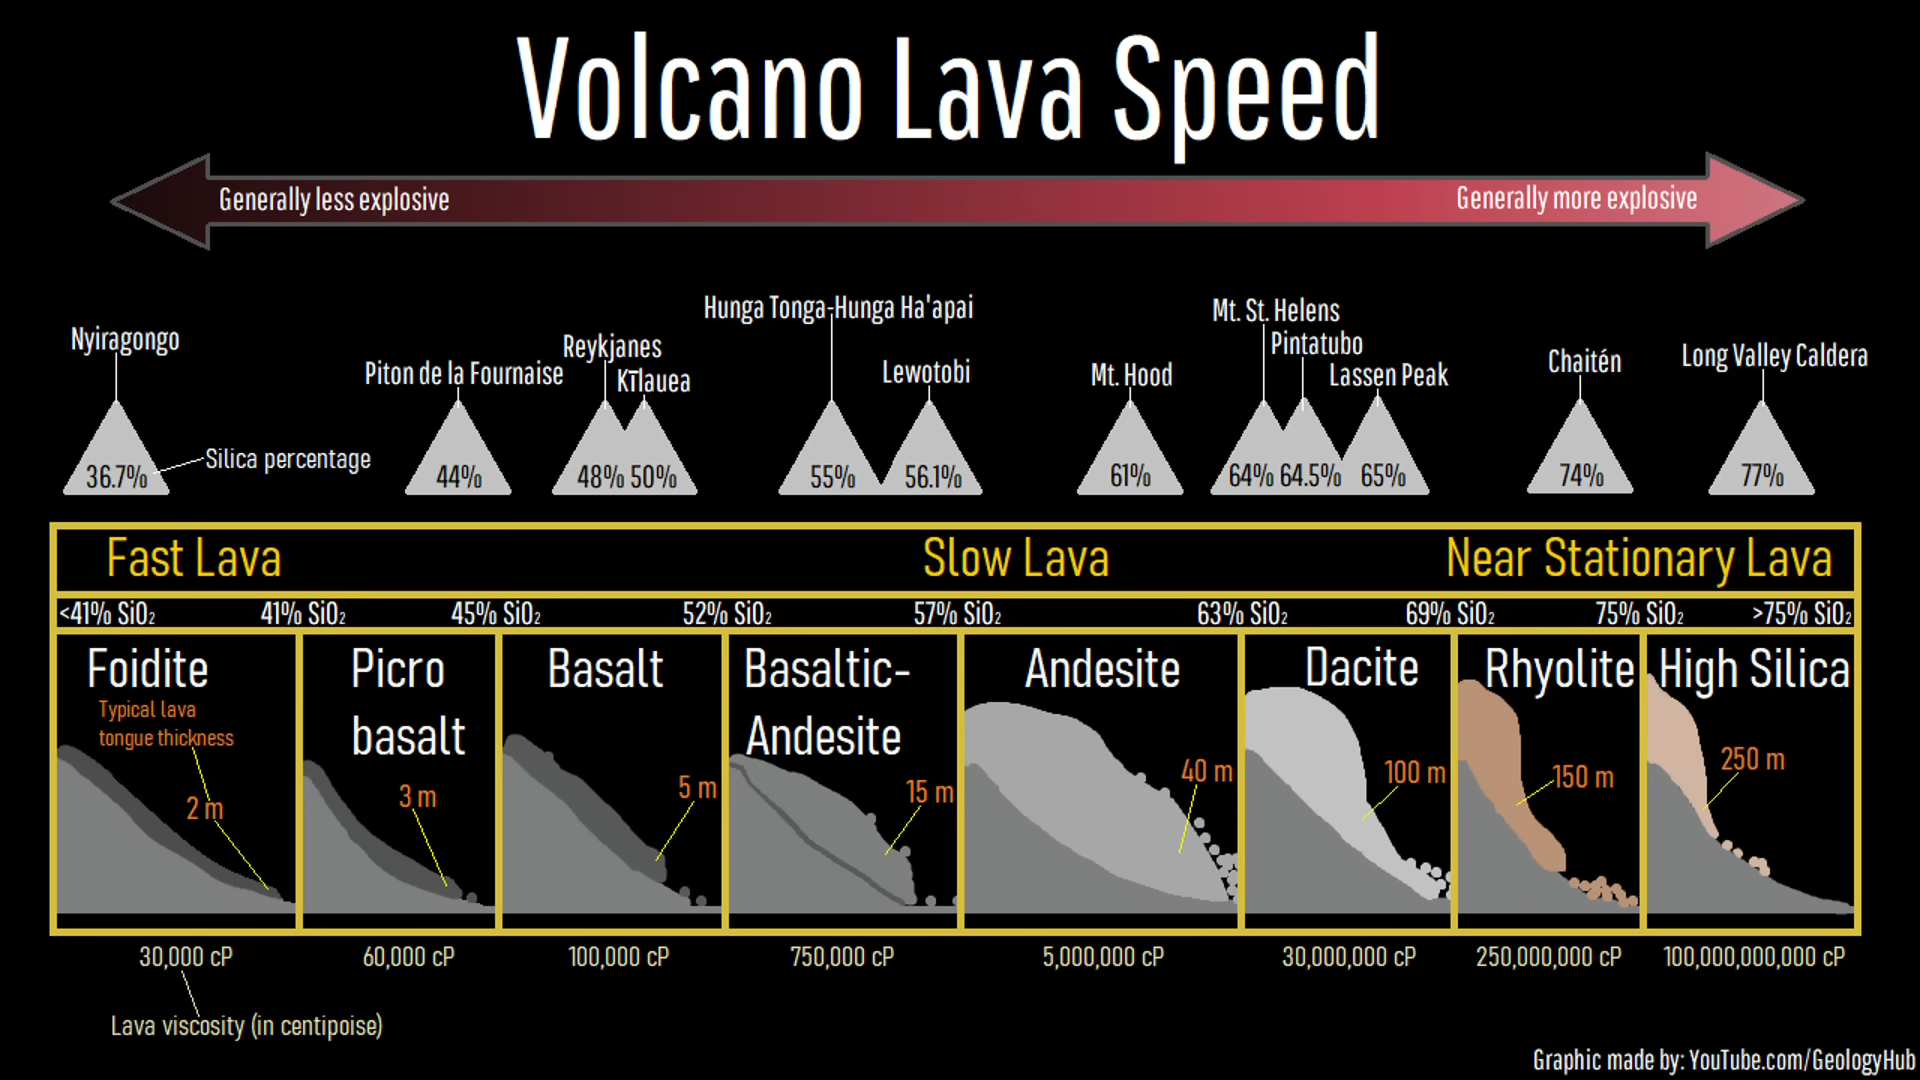 Volcano Lava Speed
Generally less explosive
Generally more explosive
Hunga Tonga-Hunga Ha'apai
Mt. St. Helens
Nyiragongo
Reykjanes
Pintatubo
Long Valley Caldera
Chaitén
Piton de la Fournaise
Kīlauea
Lewotobi
Mt. Hood
Lassen Peak
Silica percentage
36.7%
44%
48%
50%
55%
56.1%
61%
64%
64.5%
65%
74%
77%
Fast Lava
Slow Lava
Near Stationary Lava
<41% SiO₂
41% SiO₂
45% SiO₂
52% SiO₂
57% SiO₂
63% SiO₂
69% SiO₂
75% SiO₂
>75% SiO₂
Foidite
Typical lava
tongue thickness
2 m
Picro
basalt
3 m
Basalt
5 m
Basaltic-
Andesite
15 m
Andesite
40 m
Dacite
100 m
Rhyolite
150 m
High Silica
250 m
30,000 cP
60,000 cP
100,000 cP
750,000 cP
5,000,000 cP
30,000,000 cP
250,000,000 cP
100,000,000,000 cP
Lava viscosity (in centipoise)
Graphic made by: YouTube.com/GeologyHub